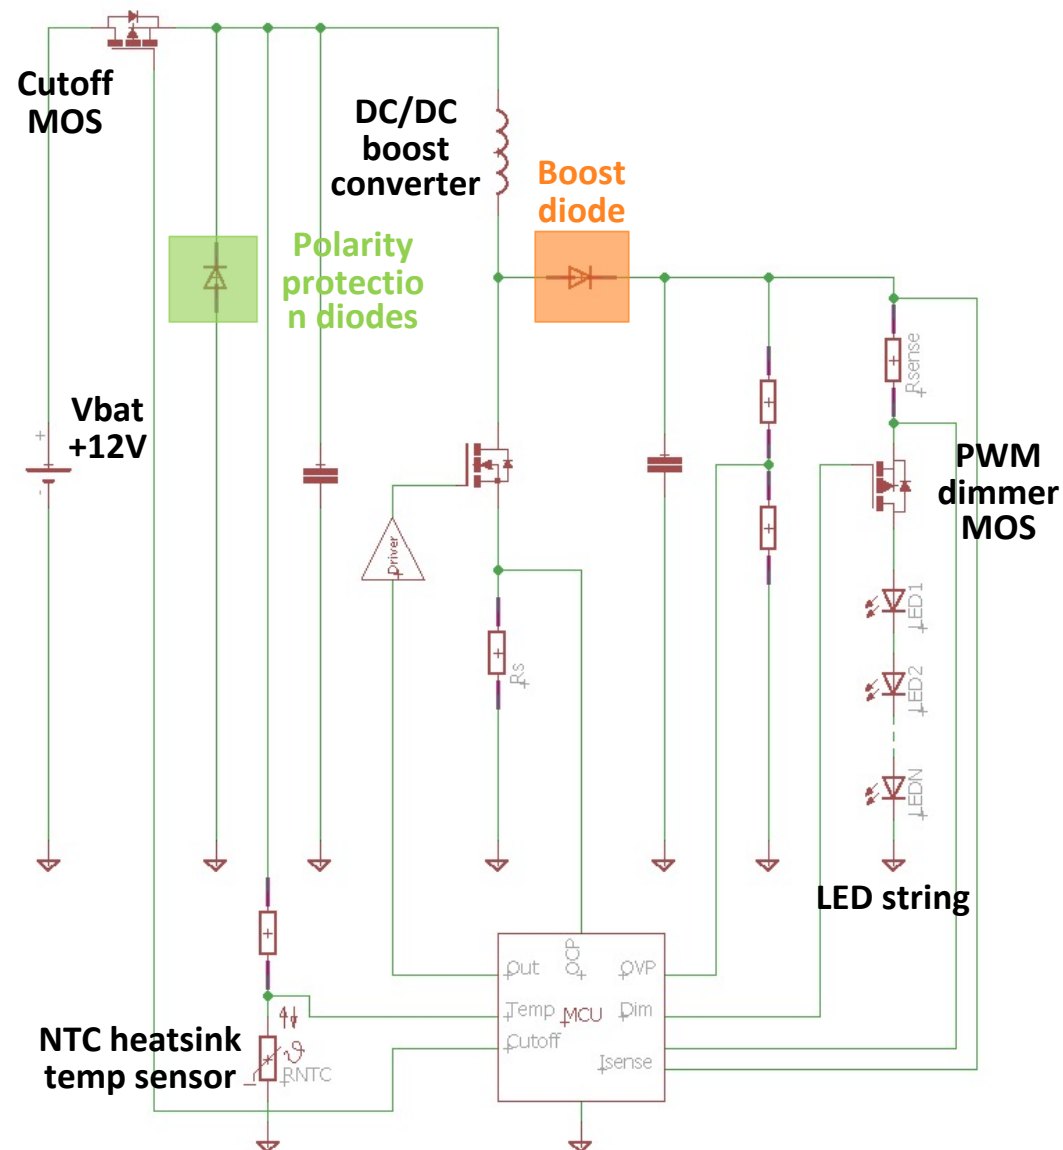 Cutoff
MOS
DC/DC
boost
converter
Boost
diode
Polarity
protectio
n diodes
Vbat
+12V
+
-
Rsense
PWM
dimmer
MOS
Driver
Rs
LED1
LED2
LEDN
LED string
Out
OCP
OVP
Temp
MCU
Dim
Cutoff
Isense
NTC heatsink
temp sensor
ϑ
RNTC